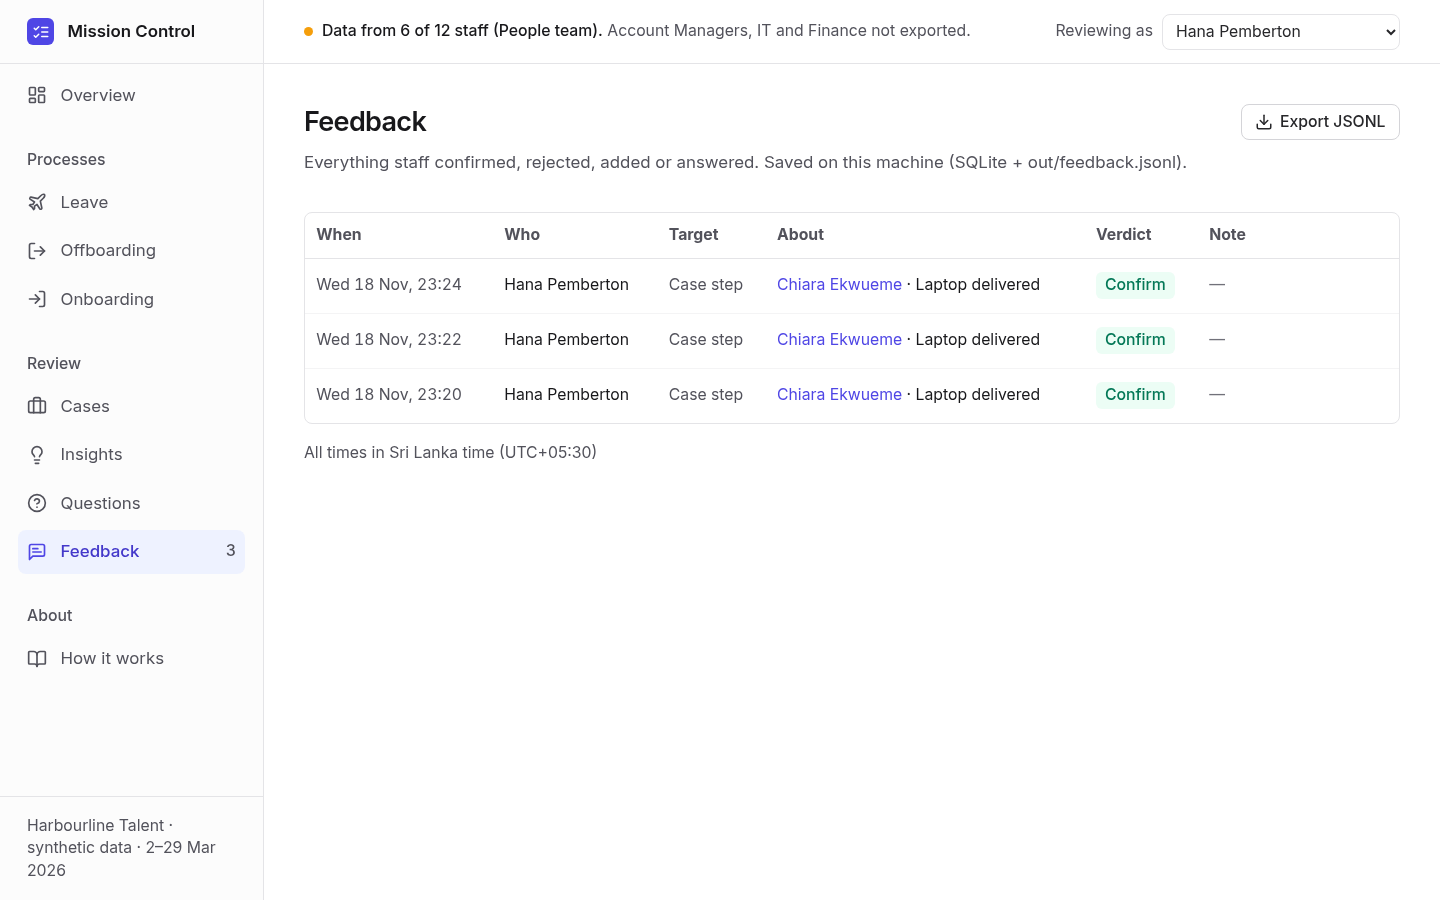 Mission Control
Data from 6 of 12 staff (People team). Account Managers, IT and Finance not exported.
Reviewing as
Hana Pemberton
Overview
Processes
Leave
Offboarding
Onboarding
Review
Cases
Insights
Questions
Feedback 3
About
How it works
Harbourline Talent ·
synthetic data · 2–29 Mar
2026
Feedback
Export JSONL
Everything staff confirmed, rejected, added or answered. Saved on this machine (SQLite + out/feedback.jsonl).
When Who Target About Verdict Note
Wed 18 Nov, 23:24 Hana Pemberton Case step Chiara Ekwueme · Laptop delivered Confirm —
Wed 18 Nov, 23:22 Hana Pemberton Case step Chiara Ekwueme · Laptop delivered Confirm —
Wed 18 Nov, 23:20 Hana Pemberton Case step Chiara Ekwueme · Laptop delivered Confirm —
All times in Sri Lanka time (UTC+05:30)